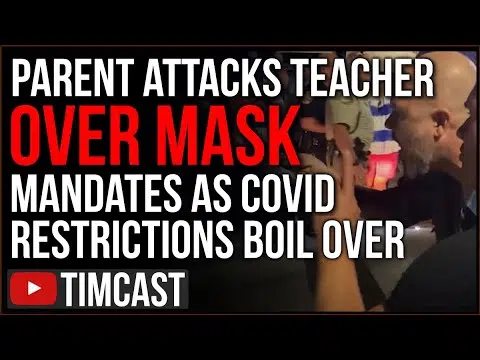 PARENT ATTACKS TEACHER
OVER MASK
MANDATES AS COVID
RESTRICTIONS BOIL OVER
TIMCAST